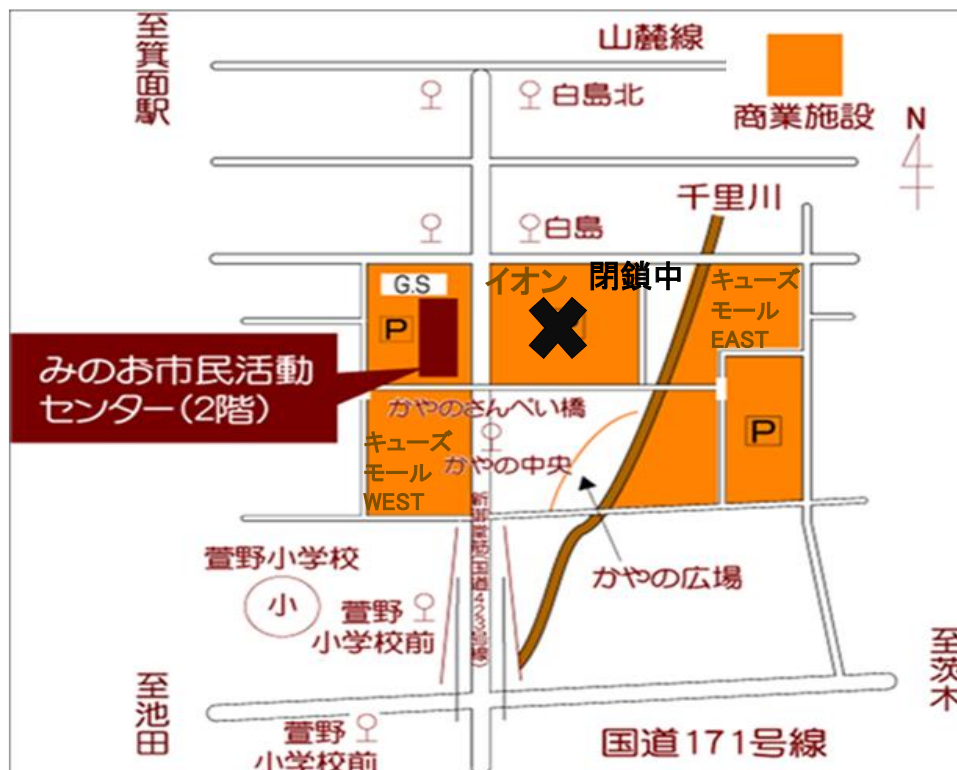 至箕面駅
山麓線
商業施設
N
白島北
千里川
白島
G.S
イオン
閉鎖中
キューズ
モール
EAST
P
みのお市民活動
センター(2階)
かやのさんぺい橋
P
キューズ
モール
WEST
かやの中央
新御堂筋(国道423号線)
萱野小学校
小
萱野
小学校前
かやの広場
至茨木
至池田
萱野
小学校前
国道171号線